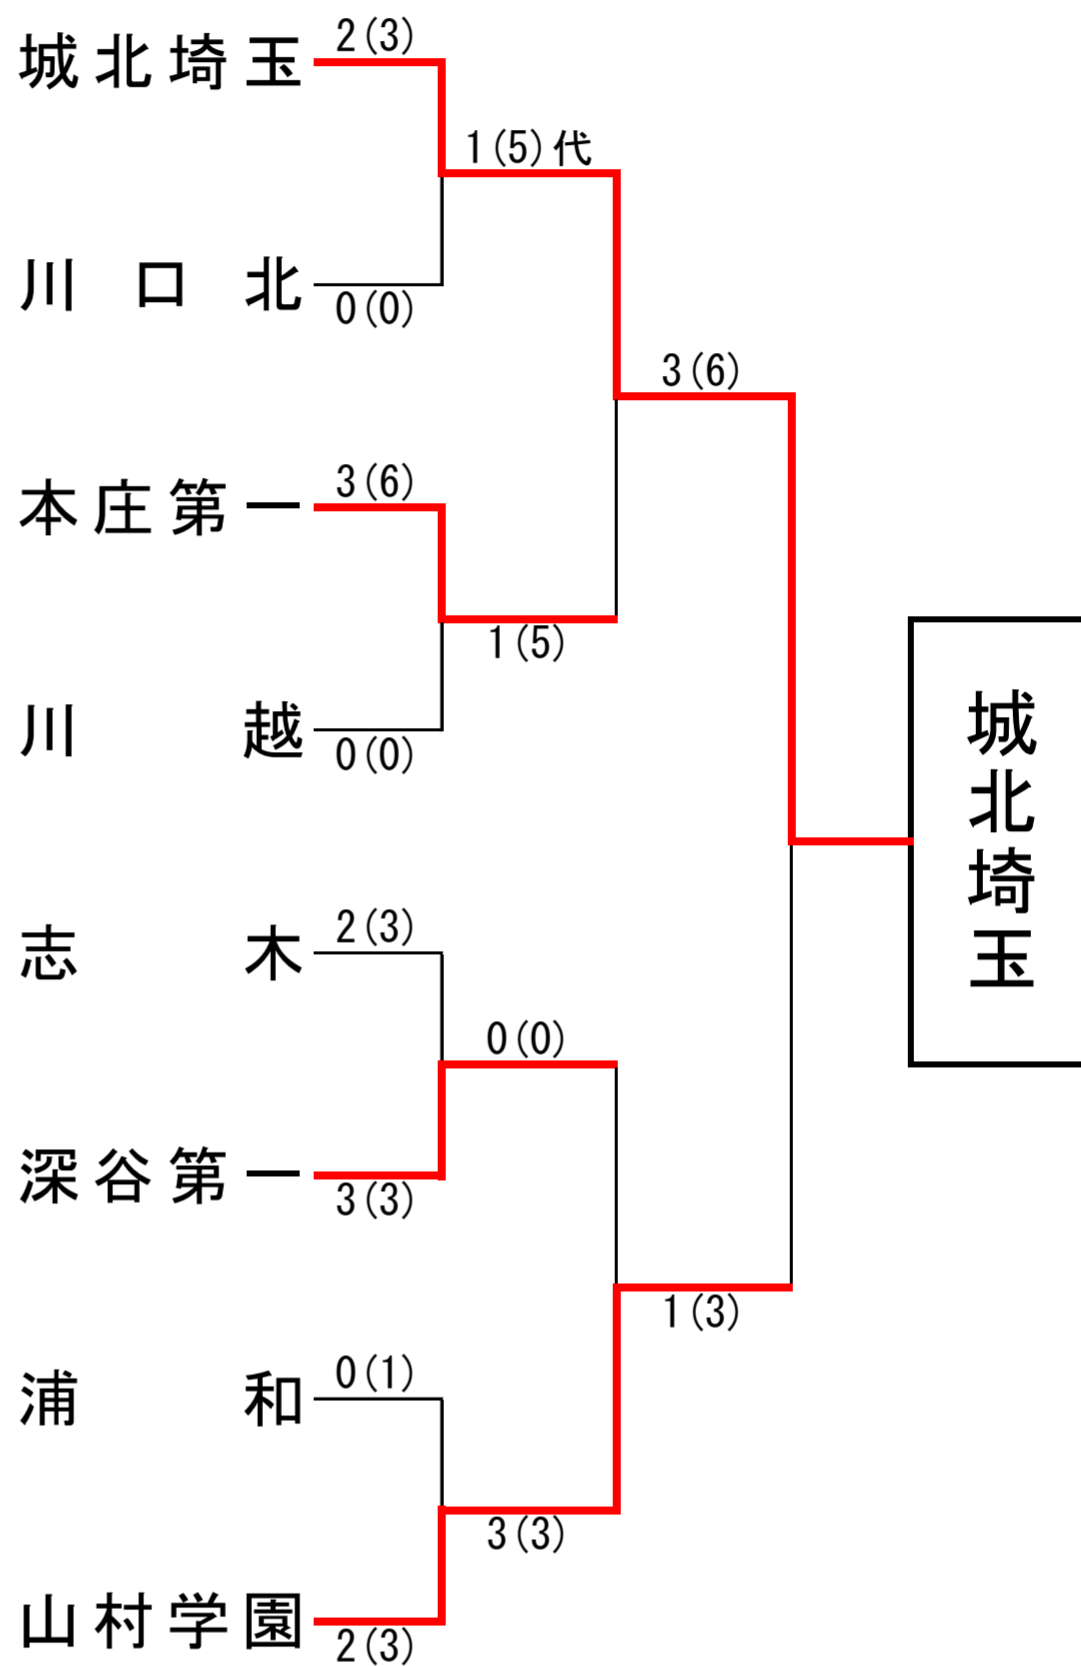 2(3)
城北埼玉
1(5)代
川口北
0(0)
3(6)
3(6)
本庄第一
1(5)
川越
0(0)
城北埼玉
2(3)
志木
0(0)
深谷第一
3(3)
1(3)
0(1)
浦和
3(3)
山村学園
2(3)